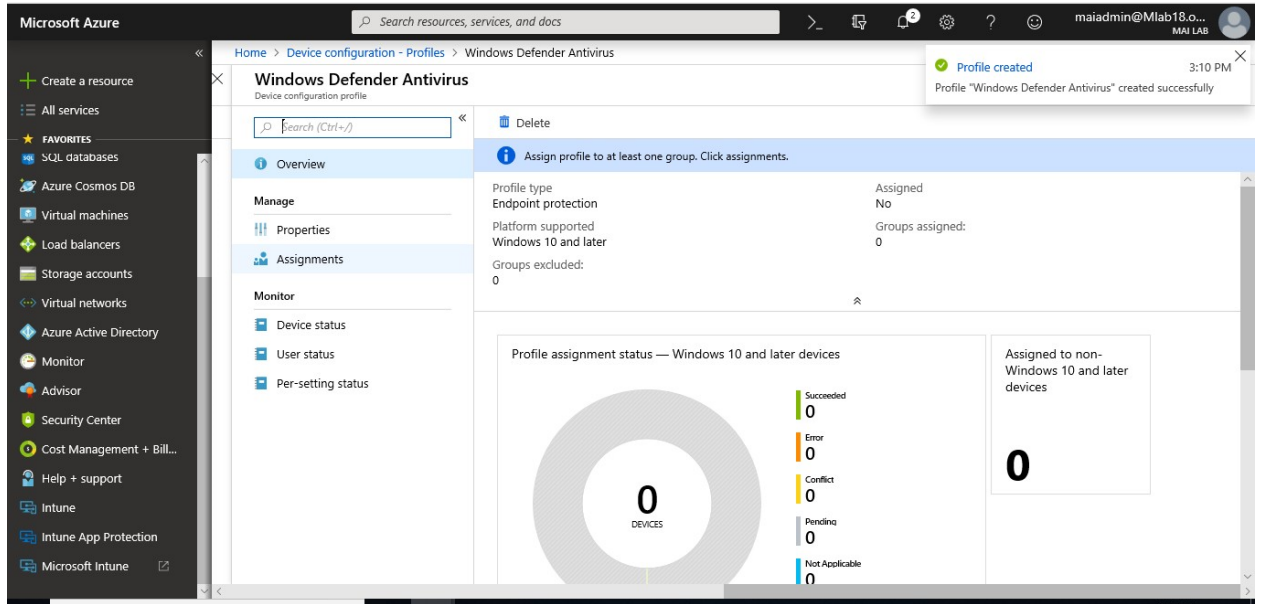 Microsoft Azure
Search resources, services, and docs
2
maiadmin@Mlab18.o...
MAI LAB
Home > Device configuration - Profiles > Windows Defender Antivirus
Profile created
3:10 PM
Profile "Windows Defender Antivirus" created successfully
Create a resource
All services
FAVORITES
SQL databases
Azure Cosmos DB
Virtual machines
Load balancers
Storage accounts
Virtual networks
Azure Active Directory
Monitor
Advisor
Security Center
Cost Management + Bill...
Help + support
Intune
Intune App Protection
Microsoft Intune
Windows Defender Antivirus
Device configuration profile
Search (Ctrl+/)
Overview
Manage
Properties
Assignments
Monitor
Device status
User status
Per-setting status
Delete
Assign profile to at least one group. Click assignments.
Profile type
Endpoint protection
Platform supported
Windows 10 and later
Groups excluded:
0
Assigned
No
Groups assigned:
0
Profile assignment status — Windows 10 and later devices
0
DEVICES
Succeeded
0
Error
0
Conflict
0
Pending
0
Not Applicable
0
Assigned to non-
Windows 10 and later
devices
0